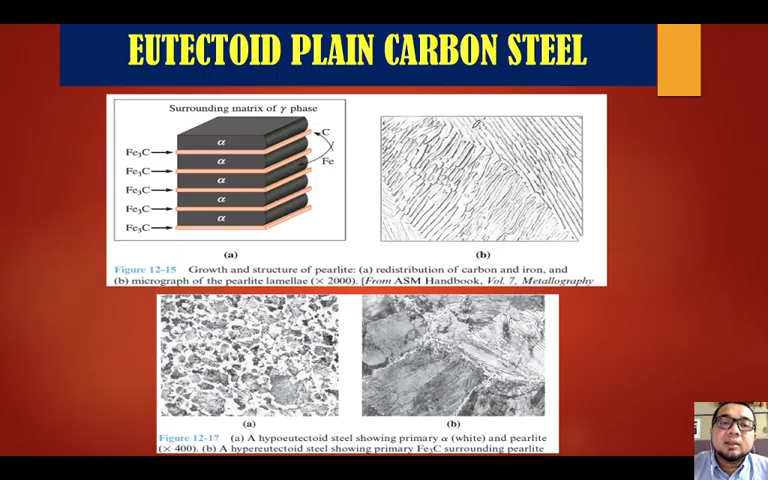 EUTECTOID PLAIN CARBON STEEL
Surrounding matrix of γ phase
α
C
Fe₃C
α
Fe
Fe₃C
α
Fe₃C
α
Fe₃C
α
Fe₃C
(a)
(b)
Figure 12-15 Growth and structure of pearlite: (a) redistribution of carbon and iron, and
(b) micrograph of the pearlite lamellae (× 2000). [From ASM Handbook, Vol. 7, Metallography
(a)
(b)
Figure 12-17 (a) A hypoeutectoid steel showing primary α (white) and pearlite
(× 400). (b) A hypereutectoid steel showing primary Fe₃C surrounding pearlite